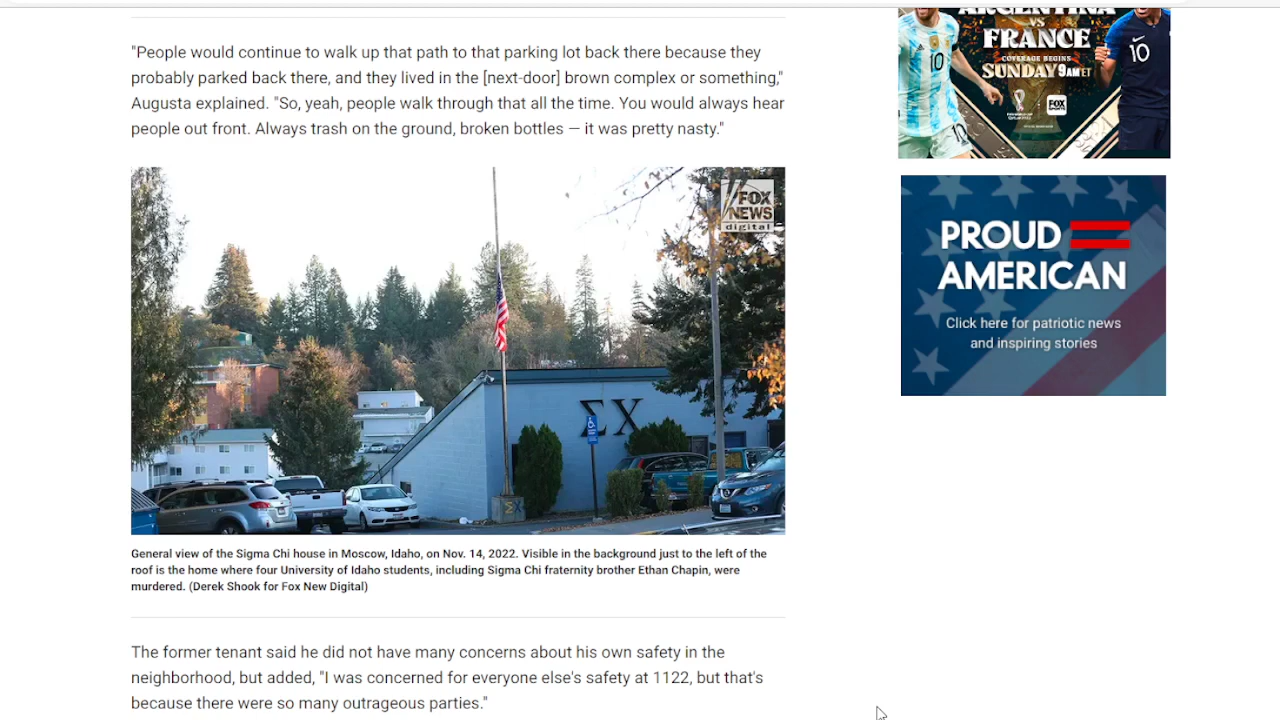 "People would continue to walk up that path to that parking lot back there because they
probably parked back there and they lived in the [next-door] brown complex or something,"
Augusta explained. "So, yeah, people walk through that all the time. You would always hear
people out front. Always trash on the ground, broken bottles — it was pretty nasty."
ARGENTINA
VS
FRANCE
COVERAGE BEGINS
SUNDAY 9AM ET
FOX
10
10
10
FOX
NEWS
digital
ΣΧ
PROUD
AMERICAN
Click here for patriotic news
and inspiring stories
General view of the Sigma Chi house in Moscow, Idaho, on Nov. 14, 2022. Visible in the background just to the left of the
roof is the home where four University of Idaho students, including Sigma Chi fraternity brother Ethan Chapin, were
murdered. (Derek Shook for Fox New Digital)
The former tenant said he did not have many concerns about his own safety in the
neighborhood, but added, "I was concerned for everyone else's safety at 1122, but that's
because there were so many outrageous parties."